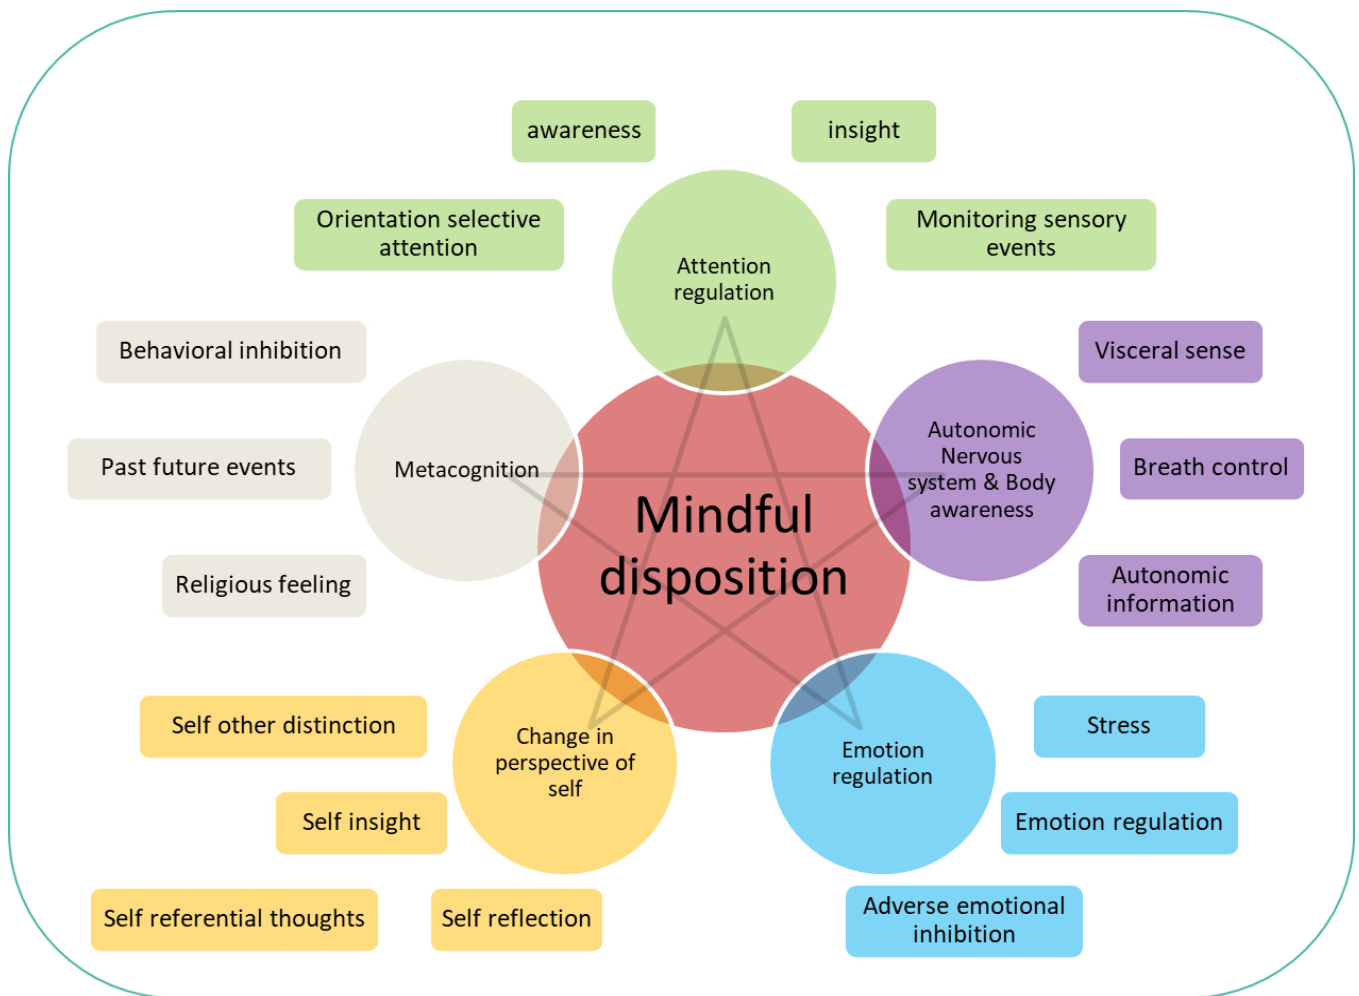 awareness
insight
Orientation selective
attention
Monitoring sensory
events
Attention
regulation
Behavioral inhibition
Visceral sense
Past future events
Metacognition
Autonomic
Nervous
system & Body
awareness
Breath control
Mindful
disposition
Religious feeling
Autonomic
information
Self other distinction
Change in
perspective of
self
Emotion
regulation
Stress
Self insight
Emotion regulation
Self referential thoughts
Self reflection
Adverse emotional
inhibition